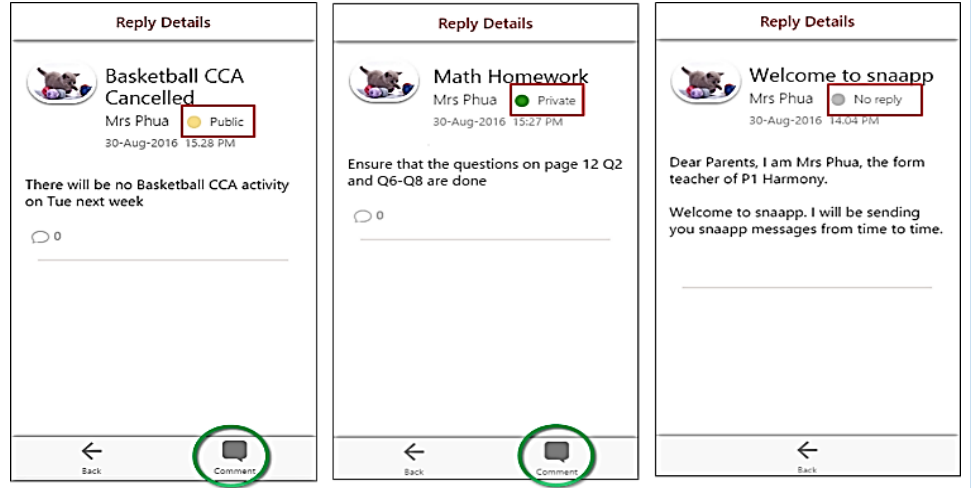 Reply Details
Basketball CCA
Cancelled
Mrs Phua Public
30-Aug-2016 15.28 PM
There will be no Basketball CCA activity
on Tue next week
0
Back
Comment
Reply Details
Math Homework
Mrs Phua Private
30-Aug-2016 15:27 PM
Ensure that the questions on page 12 Q2
and Q6-Q8 are done
0
Back
Comment
Reply Details
Welcome to snaapp
Mrs Phua No reply
30-Aug-2016 14.04 PM
Dear Parents, I am Mrs Phua, the form
teacher of P1 Harmony.
Welcome to snaapp. I will be sending
you snaapp messages from time to time.
Back